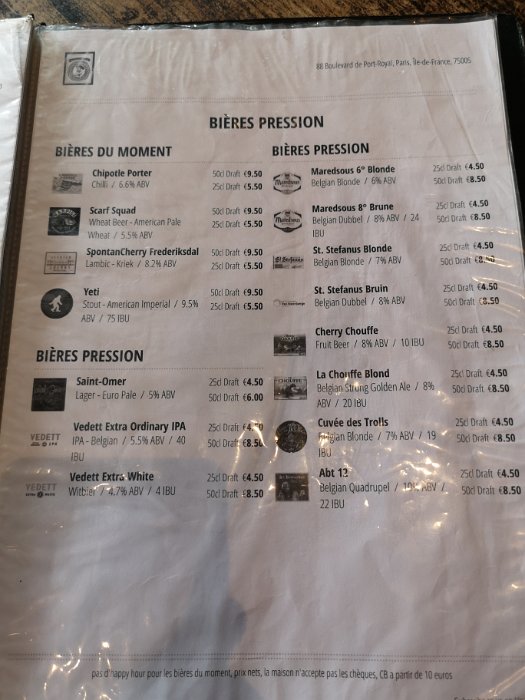 88 Boulevard de Port-Royal, Paris, Île-de-France, 75005
BIÈRES PRESSION
BIÈRES DU MOMENT
Chipotle Porter 50cl Draft €9.50
Chilli / 6.6% ABV 25cl Draft €5.50
Scarf Squad 50cl Draft €9.50
Wheat Beer - American Pale 25cl Draft €5.50
Wheat / 5.5% ABV
SpontanCherry Frederiksdal 50cl Draft €9.50
Lambic - Kriek / 8.2% ABV 25cl Draft €5.50
Yeti 50cl Draft €9.50
Stout - American Imperial / 9.5% 25cl Draft €5.50
ABV / 75 IBU
BIÈRES PRESSION
Saint-Omer 25cl Draft €4.50
Lager - Euro Pale / 5% ABV 50cl Draft €6.00
VEDETT
Vedett Extra Ordinary IPA 25cl Draft €4.50
IPA - Belgian / 5.5% ABV / 40 50cl Draft €8.50
IBU
VEDETT
Vedett Extra White 25cl Draft €4.50
Witbier / 4.7% ABV / 4 IBU 50cl Draft €8.50
BIÈRES PRESSION
Maredsous 6° Blonde 25cl Draft €4.50
Belgian Blonde / 6% ABV 50cl Draft €8.50
Maredsous 8° Brune 25cl Draft €4.50
Belgian Dubbel / 8% ABV / 24 50cl Draft €8.50
IBU
St. Stefanus Blonde 25cl Draft €4.50
Belgian Blonde / 7% ABV 50cl Draft €8.50
St. Stefanus Bruin 25cl Draft €4.50
Belgian Dubbel / 8% ABV 50cl Draft €8.50
Cherry Chouffe 25cl Draft €4.50
Fruit Beer / 8% ABV / 10 IBU 50cl Draft €8.50
La Chouffe Blond 25cl Draft €4.50
Belgian Strong Golden Ale / 8% 50cl Draft €8.50
ABV / 20 IBU
Cuvée des Trolls 25cl Draft €4.50
Belgian Blonde / 7% ABV / 19 50cl Draft €8.50
IBU
Abt 12 25cl Draft €4.50
Belgian Quadrupel / 10% ABV / 50cl Draft €8.50
22 IBU
pas d'happy hour pour les bières du moment, prix nets, la maison n'accepte pas les chèques, CB a partir de 10 euros